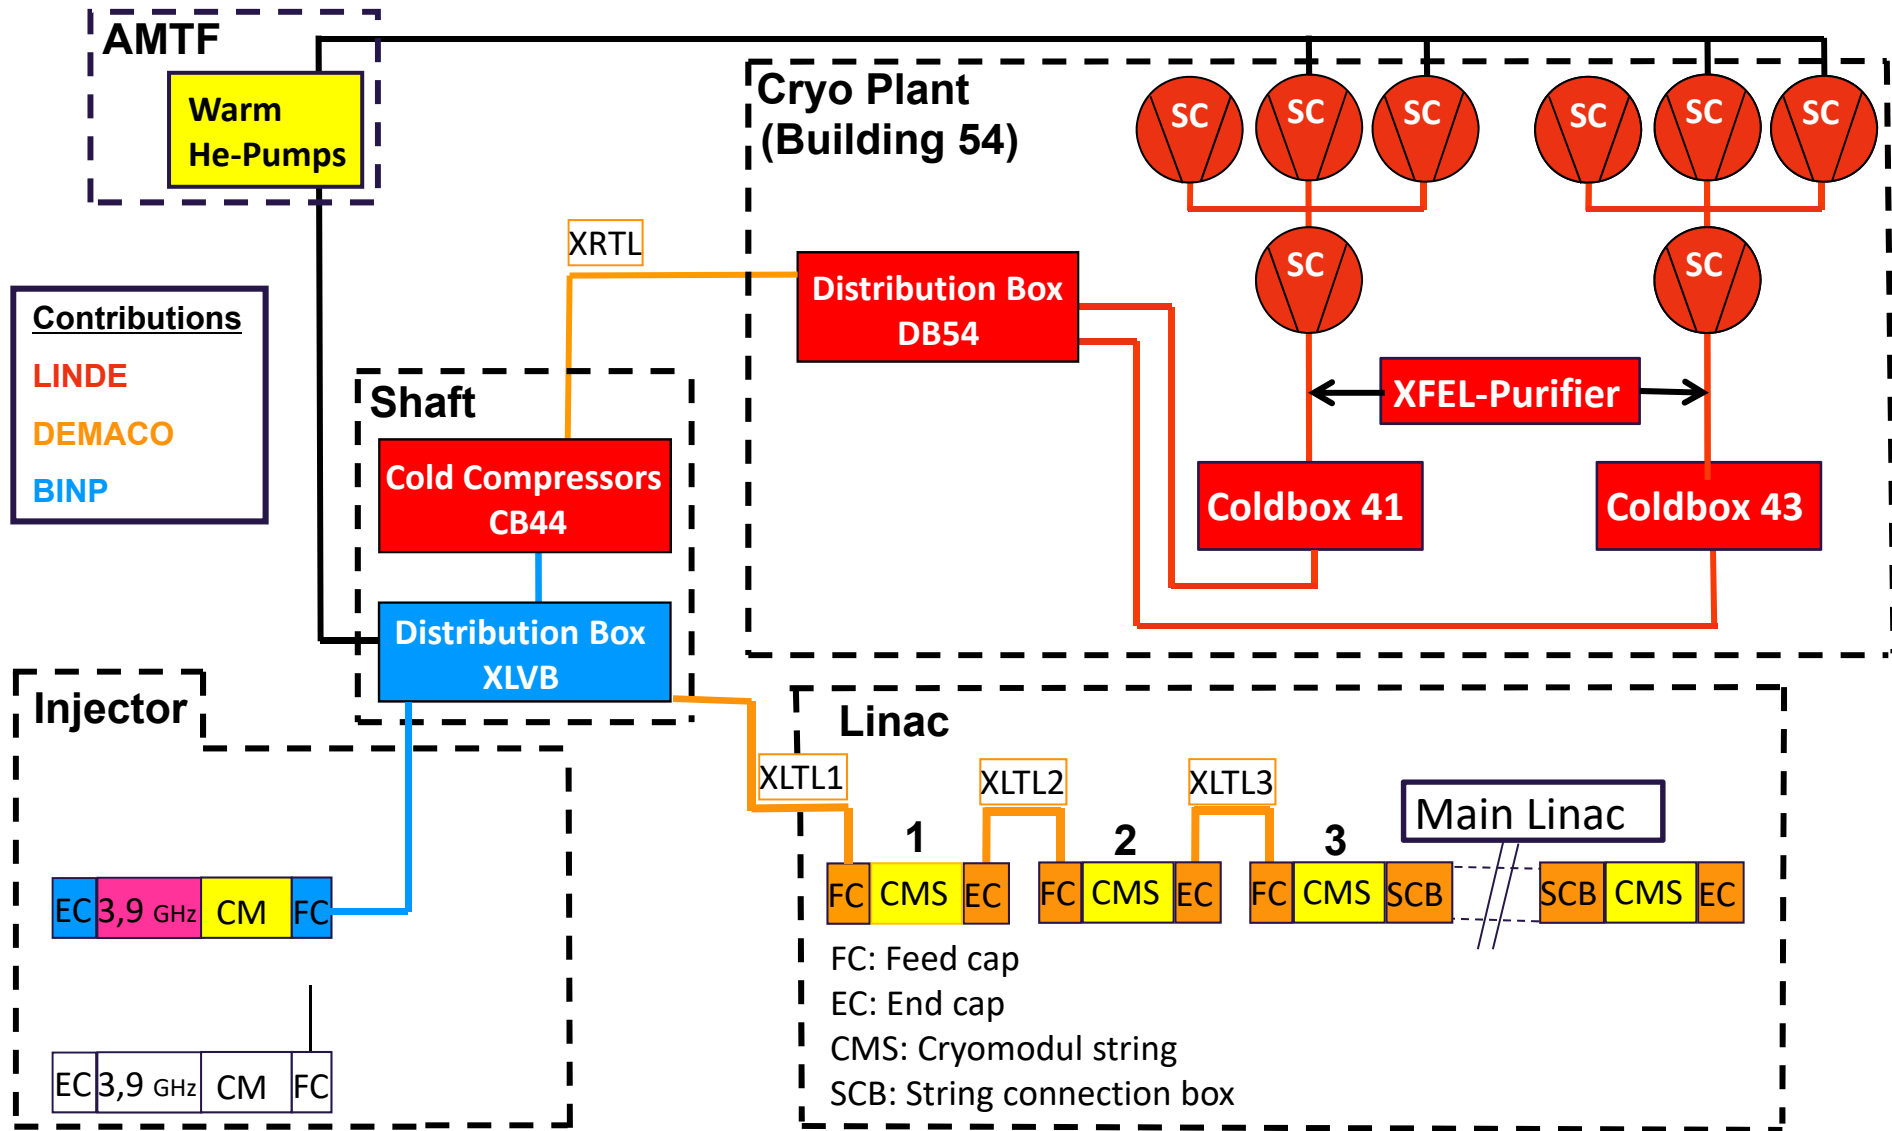 AMTF
Warm
He-Pumps
Cryo Plant
(Building 54)
SC
SC
SC
SC
SC
SC
SC
SC
XRTL
Distribution Box
DB54
XFEL-Purifier
Coldbox 41
Coldbox 43
Contributions
LINDE
DEMACO
BINP
Shaft
Cold Compressors
CB44
Distribution Box
XLVB
Injector
EC 3,9 GHz CM FC
EC 3,9 GHz CM FC
Linac
XLTL1
XLTL2
XLTL3
Main Linac
1
2
3
FC CMS EC
FC CMS EC
FC CMS SCB
SCB CMS EC
FC: Feed cap
EC: End cap
CMS: Cryomodul string
SCB: String connection box